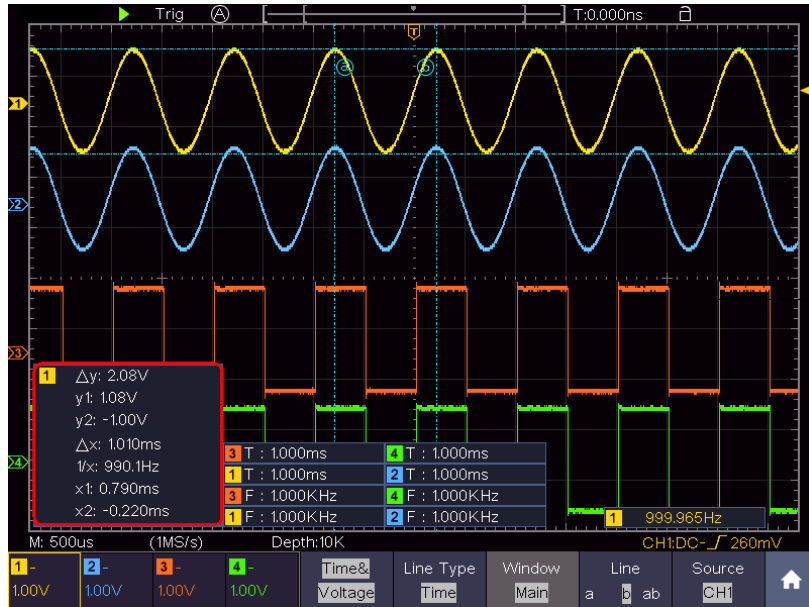 Trig A T:0.000ns
T
a b
1
2
3
4
1 △y: 2.08V
y1: 1.08V
y2: -1.00V
△x: 1.010ms
1/x: 990.1Hz
x1: 0.790ms
x2: -0.220ms
3 T : 1.000ms 4 T : 1.000ms
1 T : 1.000ms 2 T : 1.000ms
3 F : 1.000KHz 4 F : 1.000KHz
1 F : 1.000KHz 2 F : 1.000KHz
1 999.965Hz
M: 500us (1MS/s) Depth:10K CH1:DC- 260mV
1 - 2 - 3 - 4 - Time& Line Type Window Line Source
1.00V 1.00V 1.00V 1.00V Voltage Time Main a b ab CH1